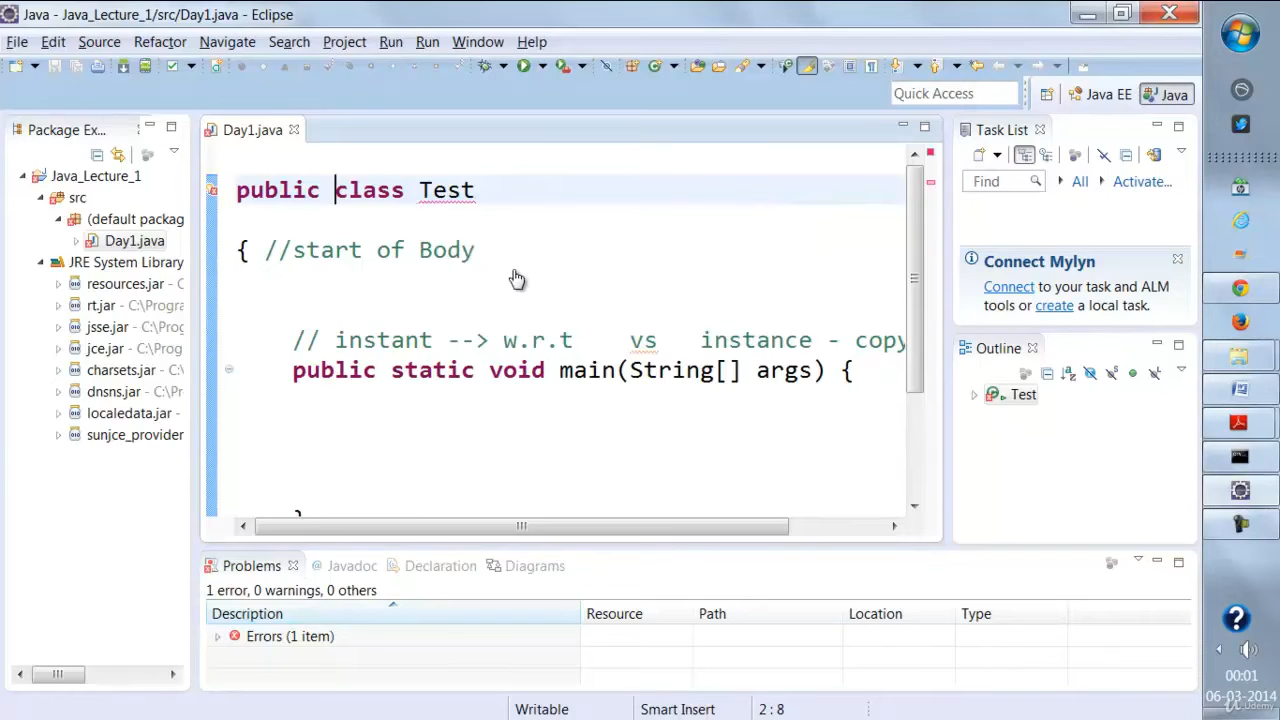 Java - Java_Lecture_1/src/Day1.java - Eclipse
File Edit Source Refactor Navigate Search Project Run Run Window Help
Quick Access
Java EE
Java
Package Ex...
Java_Lecture_1
src
(default packag
Day1.java
JRE System Library
resources.jar - C:\Progra
rt.jar - C:\Program
jsse.jar - C:\Prog
jce.jar - C:\Progr
charsets.jar - C:\
dnsns.jar - C:\Pr
localedata.jar -
sunjce_provider
Day1.java
public class Test
{ //start of Body
// instant --> w.r.t vs instance - copy
public static void main(String[] args) {
}
Task List
Find
All
Activate...
Connect Mylyn
Connect to your task and ALM
tools or create a local task.
Outline
Test
Problems
Javadoc
Declaration
Diagrams
1 error, 0 warnings, 0 others
Description Resource Path Location Type
Errors (1 item)
Writable Smart Insert 2 : 8
00:01
06-03-2014
Udemy